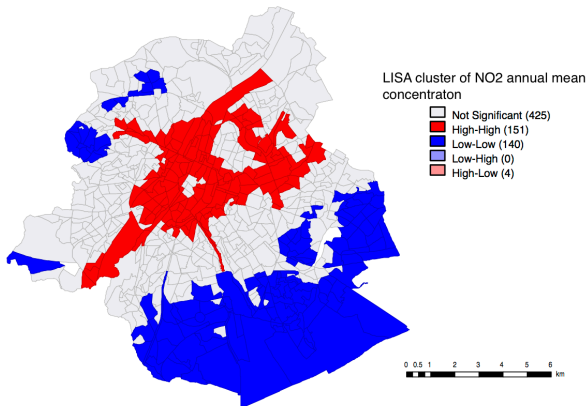 LISA cluster of NO2 annual mean
concentraton
Not Significant (425)
High-High (151)
Low-Low (140)
Low-High (0)
High-Low (4)
0 0.5 1 2 3 4 5 6
km